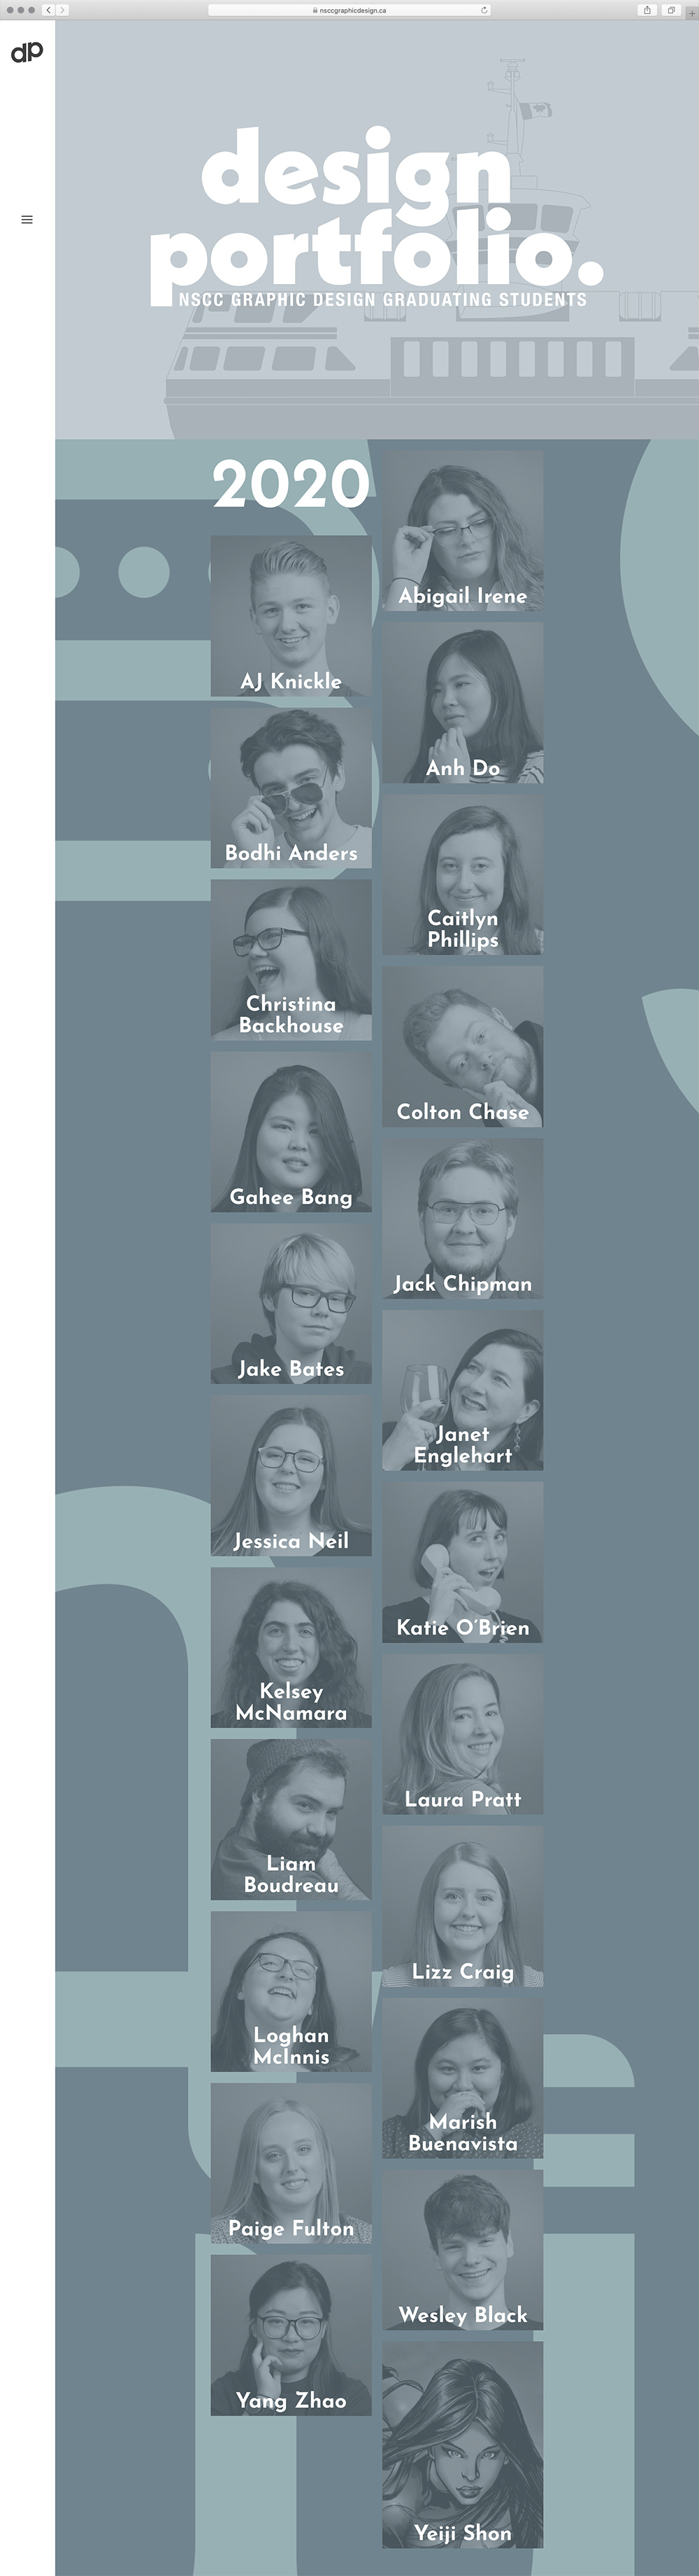 nsccgraphicdesign.ca
dp
design
portfolio.
NSCC GRAPHIC DESIGN GRADUATING STUDENTS
2020
Abigail Irene
AJ Knickle
Anh Do
Bodhi Anders
Caitlyn
Phillips
Christina
Backhouse
Colton Chase
Gahee Bang
Jack Chipman
Jake Bates
Janet
Englehart
Jessica Neil
Katie O'Brien
Kelsey
McNamara
Laura Pratt
Liam
Boudreau
Lizz Craig
Loghan
McInnis
Marish
Buenavista
Paige Fulton
Wesley Black
Yang Zhao
Yeiji Shon